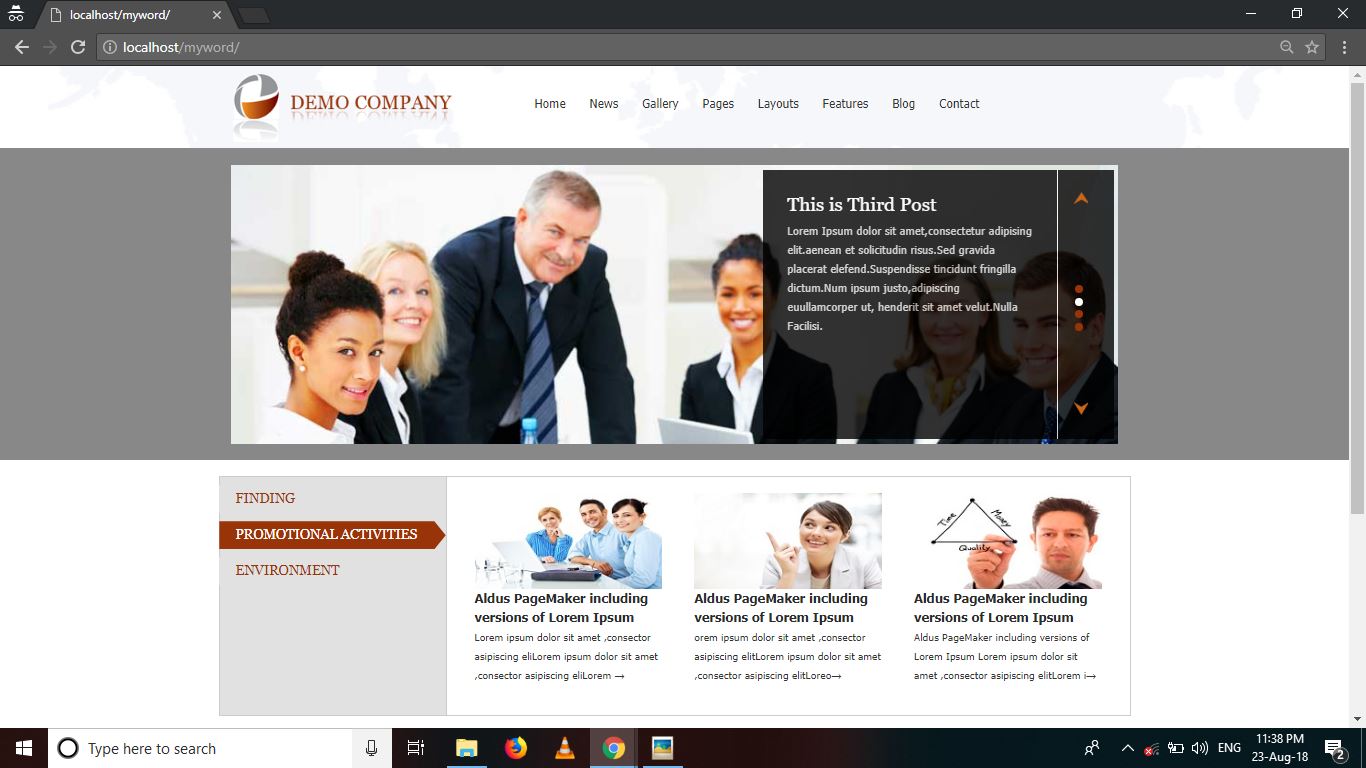 localhost/myword/
localhost/myword/
DEMO COMPANY
Home News Gallery Pages Layouts Features Blog Contact
This is Third Post
Lorem Ipsum dolor sit amet,consectetur adipising
elit.aenean et solicitudin risus.Sed gravida
placerat elefend.Suspendisse tincidunt fringilla
dictum.Num ipsum justo,adipiscing
euullamcorper ut, henderit sit amet velut.Nulla
Facilisi.
FINDING
PROMOTIONAL ACTIVITIES
ENVIRONMENT
Aldus PageMaker including
versions of Lorem Ipsum
Lorem ipsum dolor sit amet ,consector
asipiscing eliLorem ipsum dolor sit amet
,consector asipiscing eliLorem →
Aldus PageMaker including
versions of Lorem Ipsum
orem ipsum dolor sit amet ,consector
asipiscing elitLorem ipsum dolor sit amet
,consector asipiscing elitLoreo→
Time
Money
Quality
Aldus PageMaker including
versions of Lorem Ipsum
Aldus PageMaker including versions of
Lorem Ipsum Lorem ipsum dolor sit
amet ,consector asipiscing elitLorem i→
Type here to search
ENG
11:38 PM
23-Aug-18
2